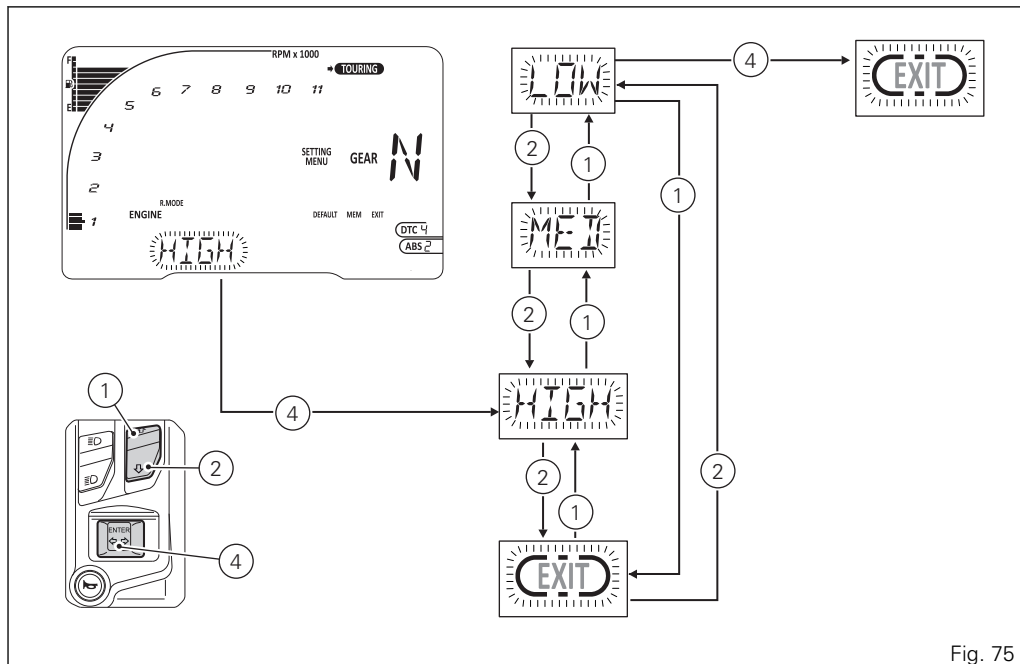 RPM x 1000
TOURING
F
E
1 2 3 4 5 6 7 8 9 10 11
SETTING
MENU
GEAR N
R.MODE
ENGINE
DEFAULT MEM EXIT
DTC 4
ABS 2
HIGH
4
1
2
ENTER
4
LOW
4
EXIT
2
1
1
MED
2
1
HIGH
2
1
2
EXIT
Fig. 75